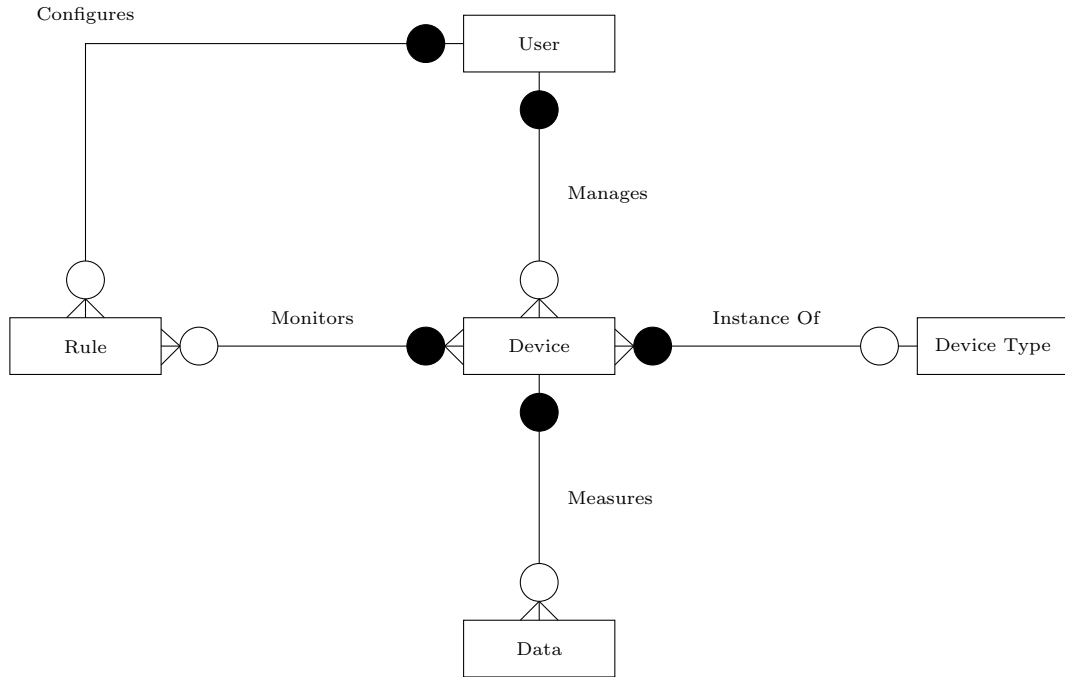 Configures
User
Manages
Monitors
Instance Of
Rule
Device
Device Type
Measures
Data